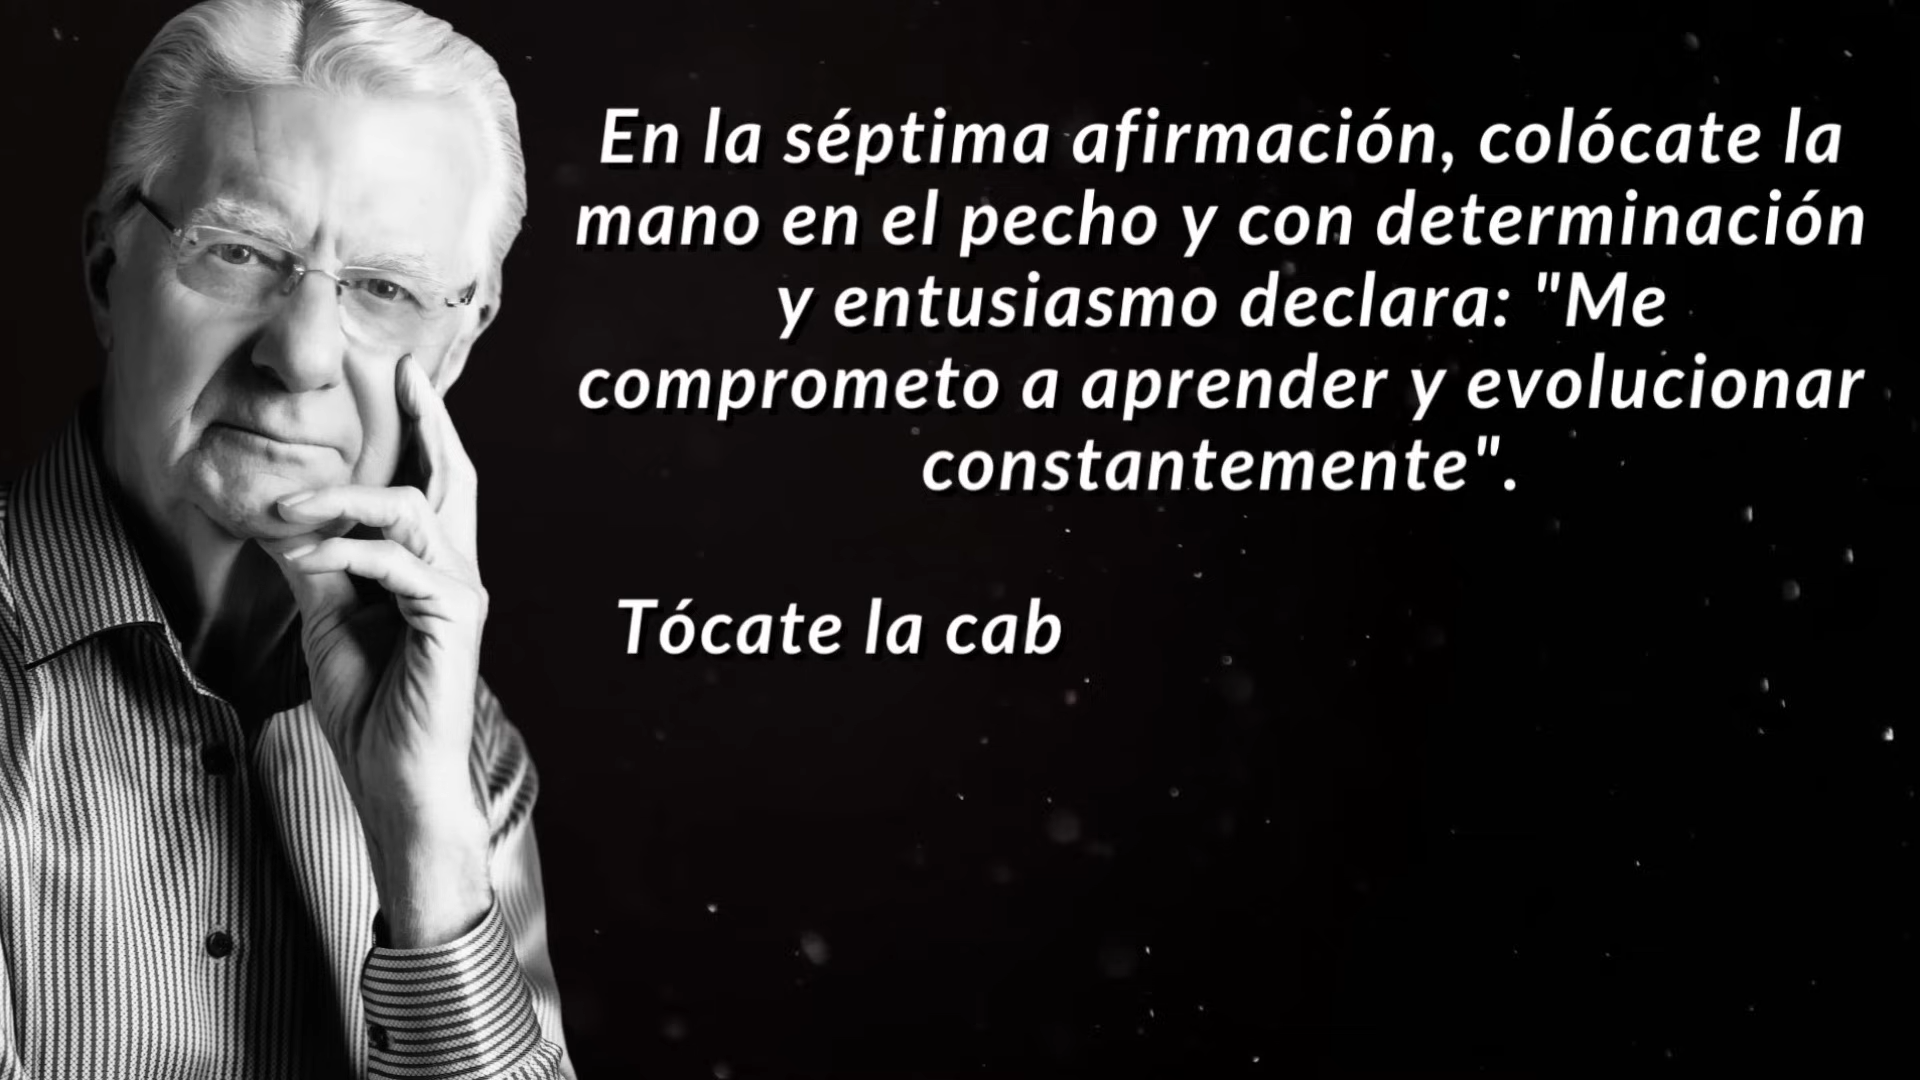 En la séptima afirmación, colócate la
mano en el pecho y con determinación
y entusiasmo declara: "Me
comprometo a aprender y evolucionar
constantemente".
Tócate la cab